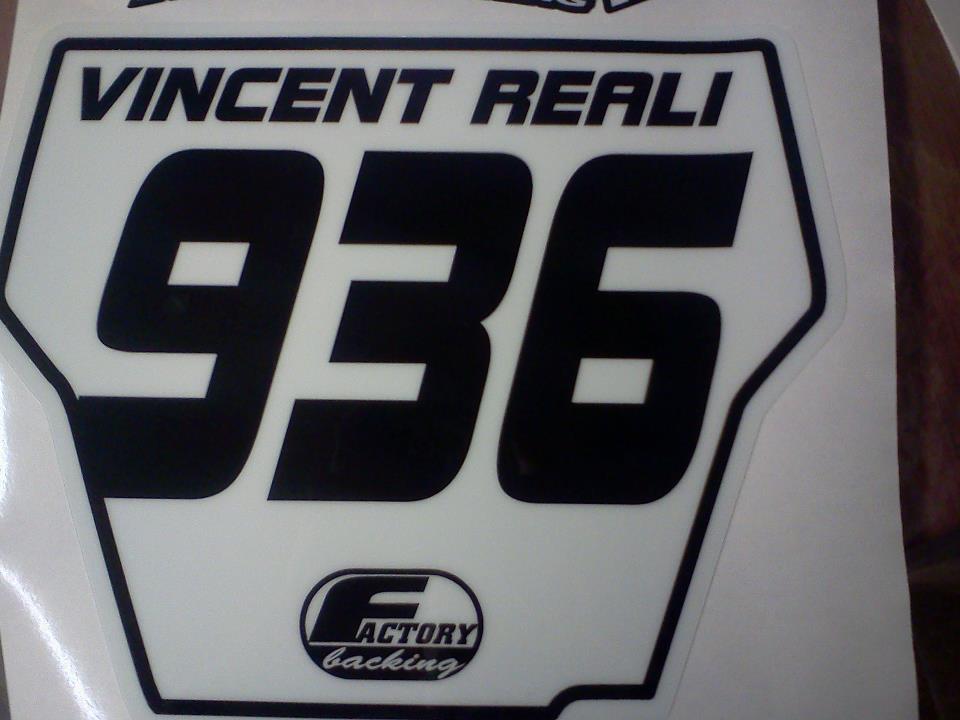 VINCENT REALI
936
FACTORY
backing